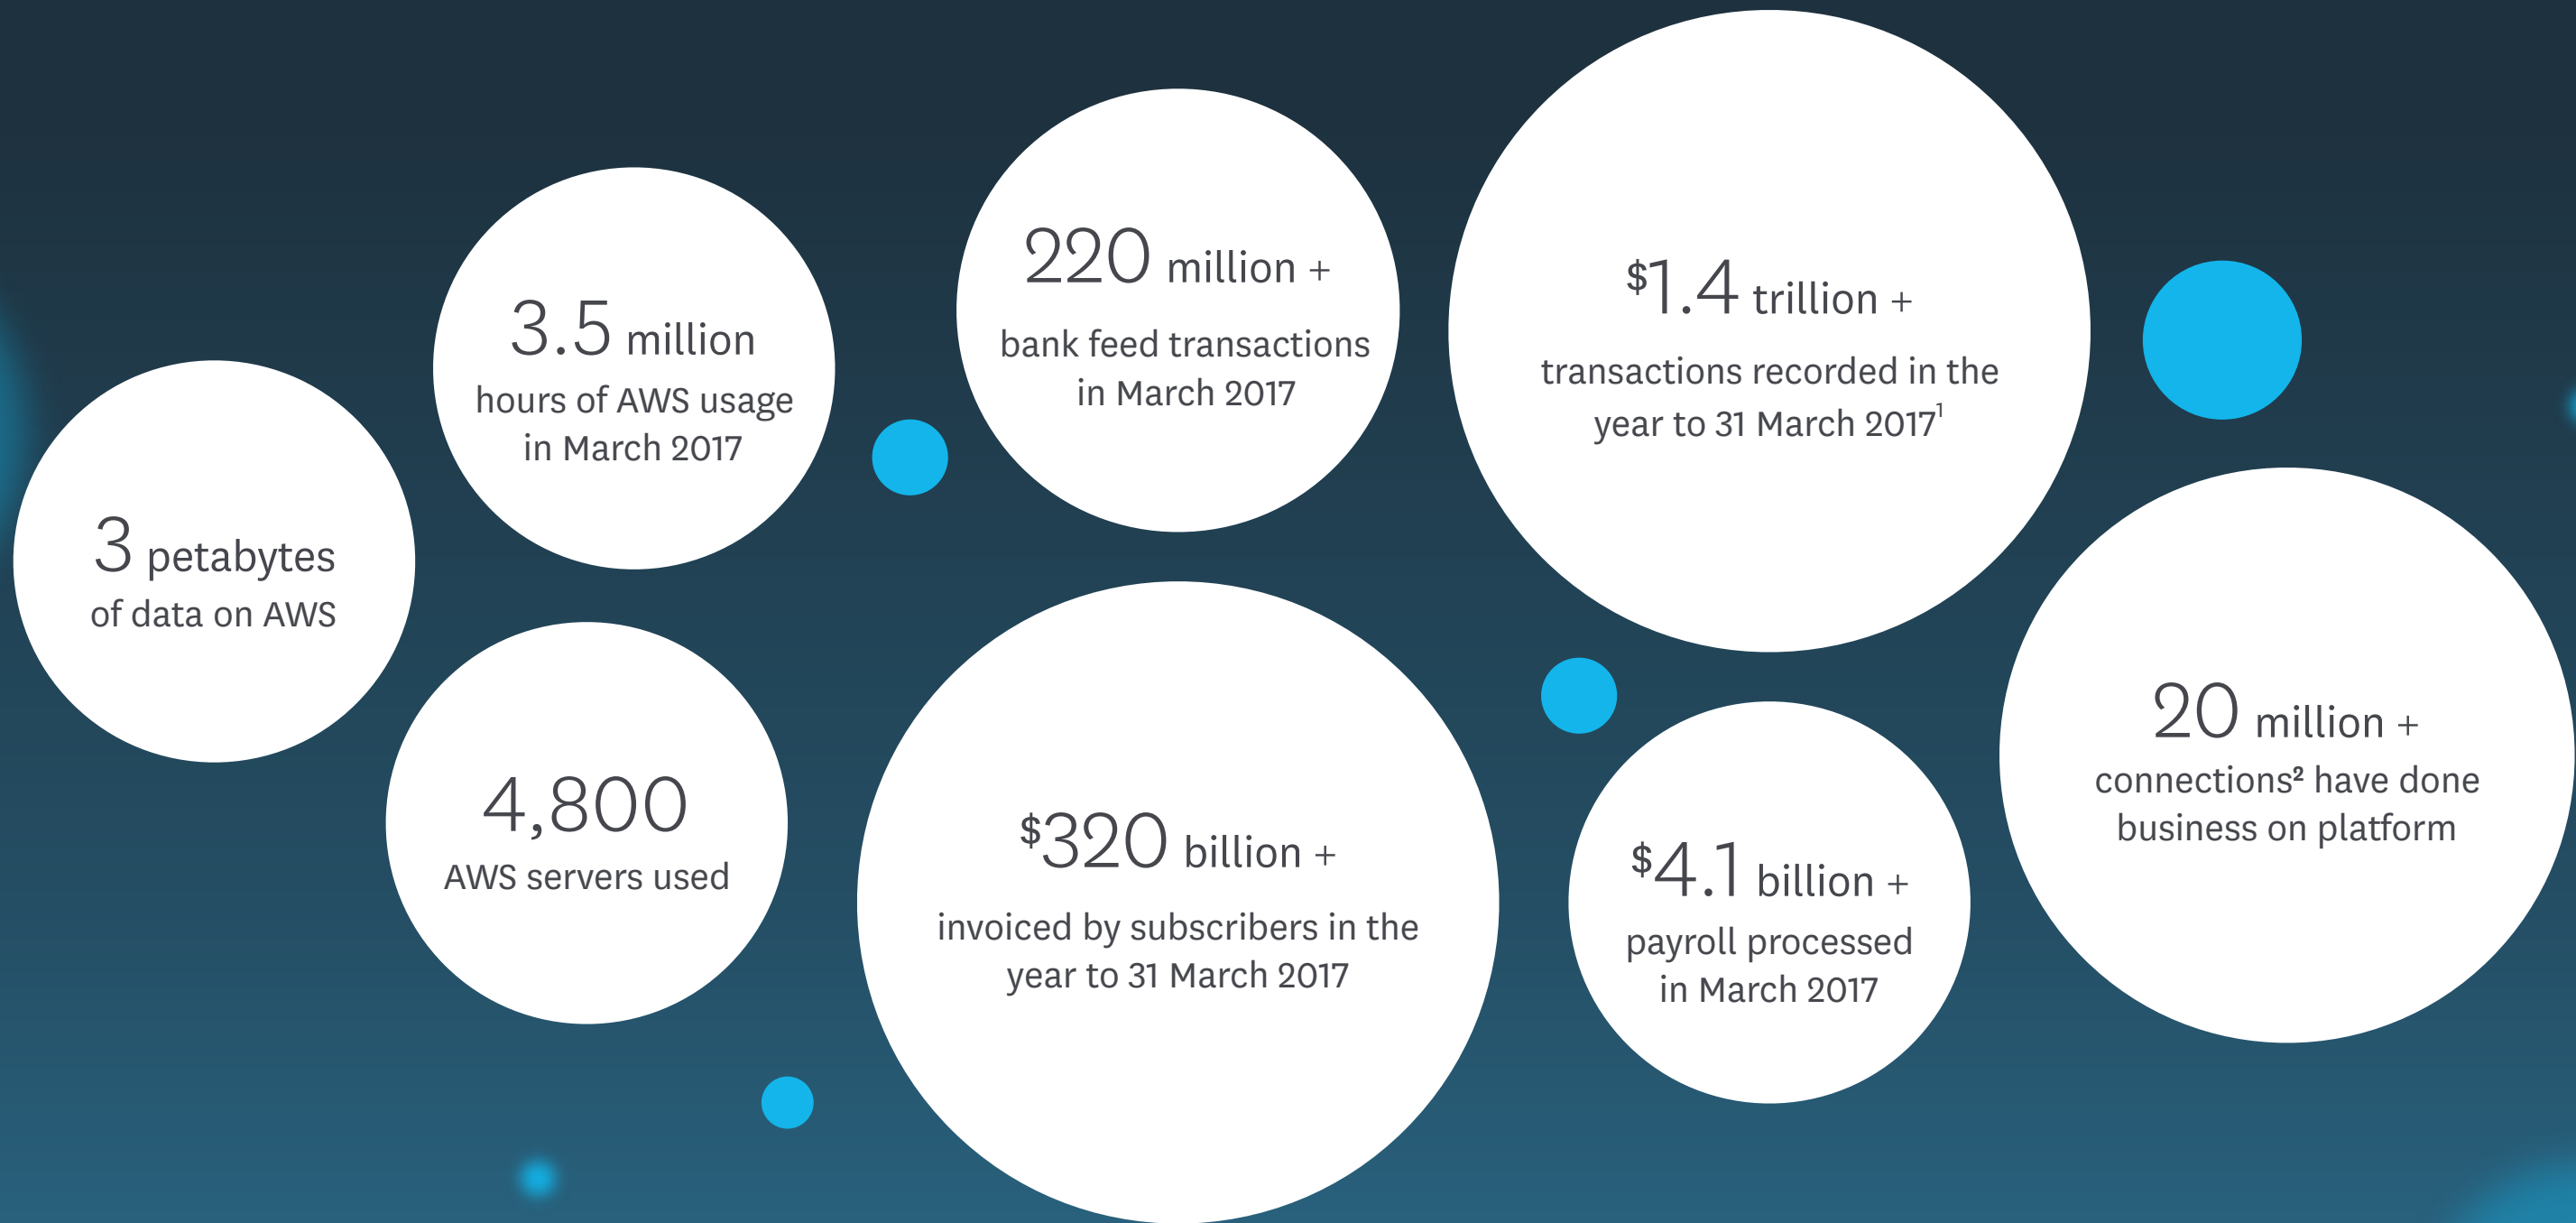 3 petabytes
of data on AWS
3.5 million
hours of AWS usage
in March 2017
4,800
AWS servers used
220 million +
bank feed transactions
in March 2017
$320 billion +
invoiced by subscribers in the
year to 31 March 2017
$1.4 trillion +
transactions recorded in the
year to 31 March 2017¹
$4.1 billion +
payroll processed
in March 2017
20 million +
connections² have done
business on platform